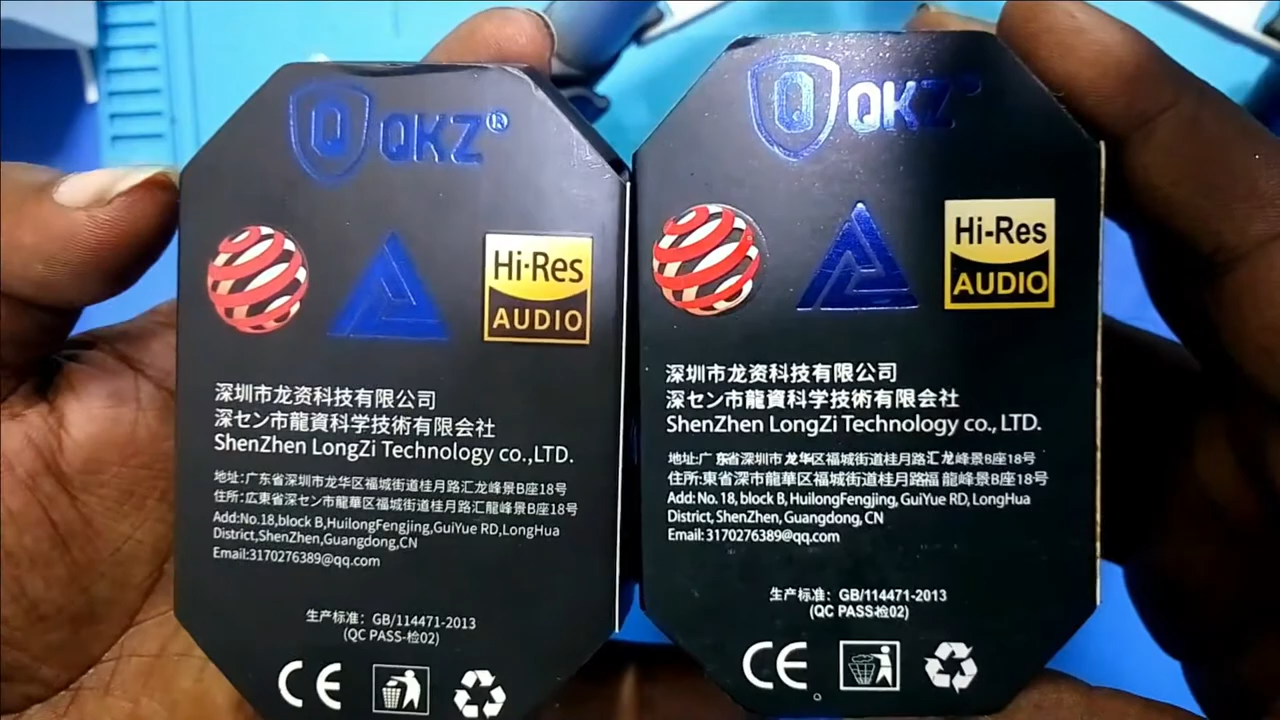 Q QKZ®
Hi-Res
AUDIO
深圳市龙资科技有限公司
深セン市龍資科学技術有限会社
ShenZhen LongZi Technology co.,LTD.
地址:广东省深圳市龙华区福城街道桂月路汇龙峰景B座18号
住所:広東省深セン市龍華区福城街道桂月路汇龍峰景B座18号
Add:No.18,block B,HuilongFengjing,GuiYue RD,LongHua
District,ShenZhen,Guangdong,CN
Email:3170276389@qq.com
生产标准：GB/114471-2013
(QC PASS-检02)
CE
Q QKZ
Hi-Res
AUDIO
深圳市龙资科技有限公司
深セン市龍資科学技術有限会社
ShenZhen LongZi Technology co., LTD.
地址:广东省深圳市龙华区福城街道桂月路汇龙峰景B座18号
住所:東省深市龍華区福城街道桂月路福龍峰景B座18号
Add: No. 18, block B, HuilongFengjing, GuiYue RD, LongHua
District, ShenZhen, Guangdong, CN
Email: 3170276389@qq.com
生产标准：GB/114471-2013
(QC PASS-检02)
CE